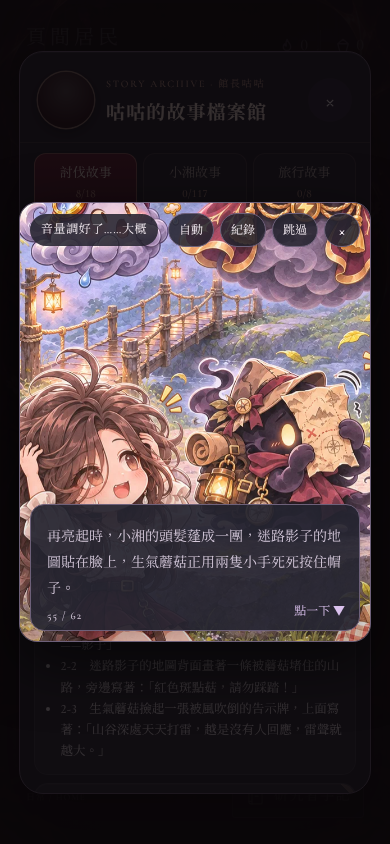 STORY ARCHIVE 館長咕咕
咕咕的故事檔案館
×
討伐故事
小湘故事
旅行故事
8/18
0/117
0/8
音量調好了……大概
自動
紀錄
跳過
×
再亮起時，小湘的頭髮蓬成一團，迷路影子的地
圖貼在臉上，生氣蘑菇正用兩隻小手死死按住帽
子。
55 / 62
點一下▼
2-2 迷路影子的地圖背面畫著一條被蘑菇堵住的山
路，旁邊寫著：「紅色斑點菇，請勿踩踏！」
2-3 生氣蘑菇撿起一張被風吹倒的告示牌，上面寫
著：「山谷深處天天打雷，越是沒有人回應，雷聲就
越大。」